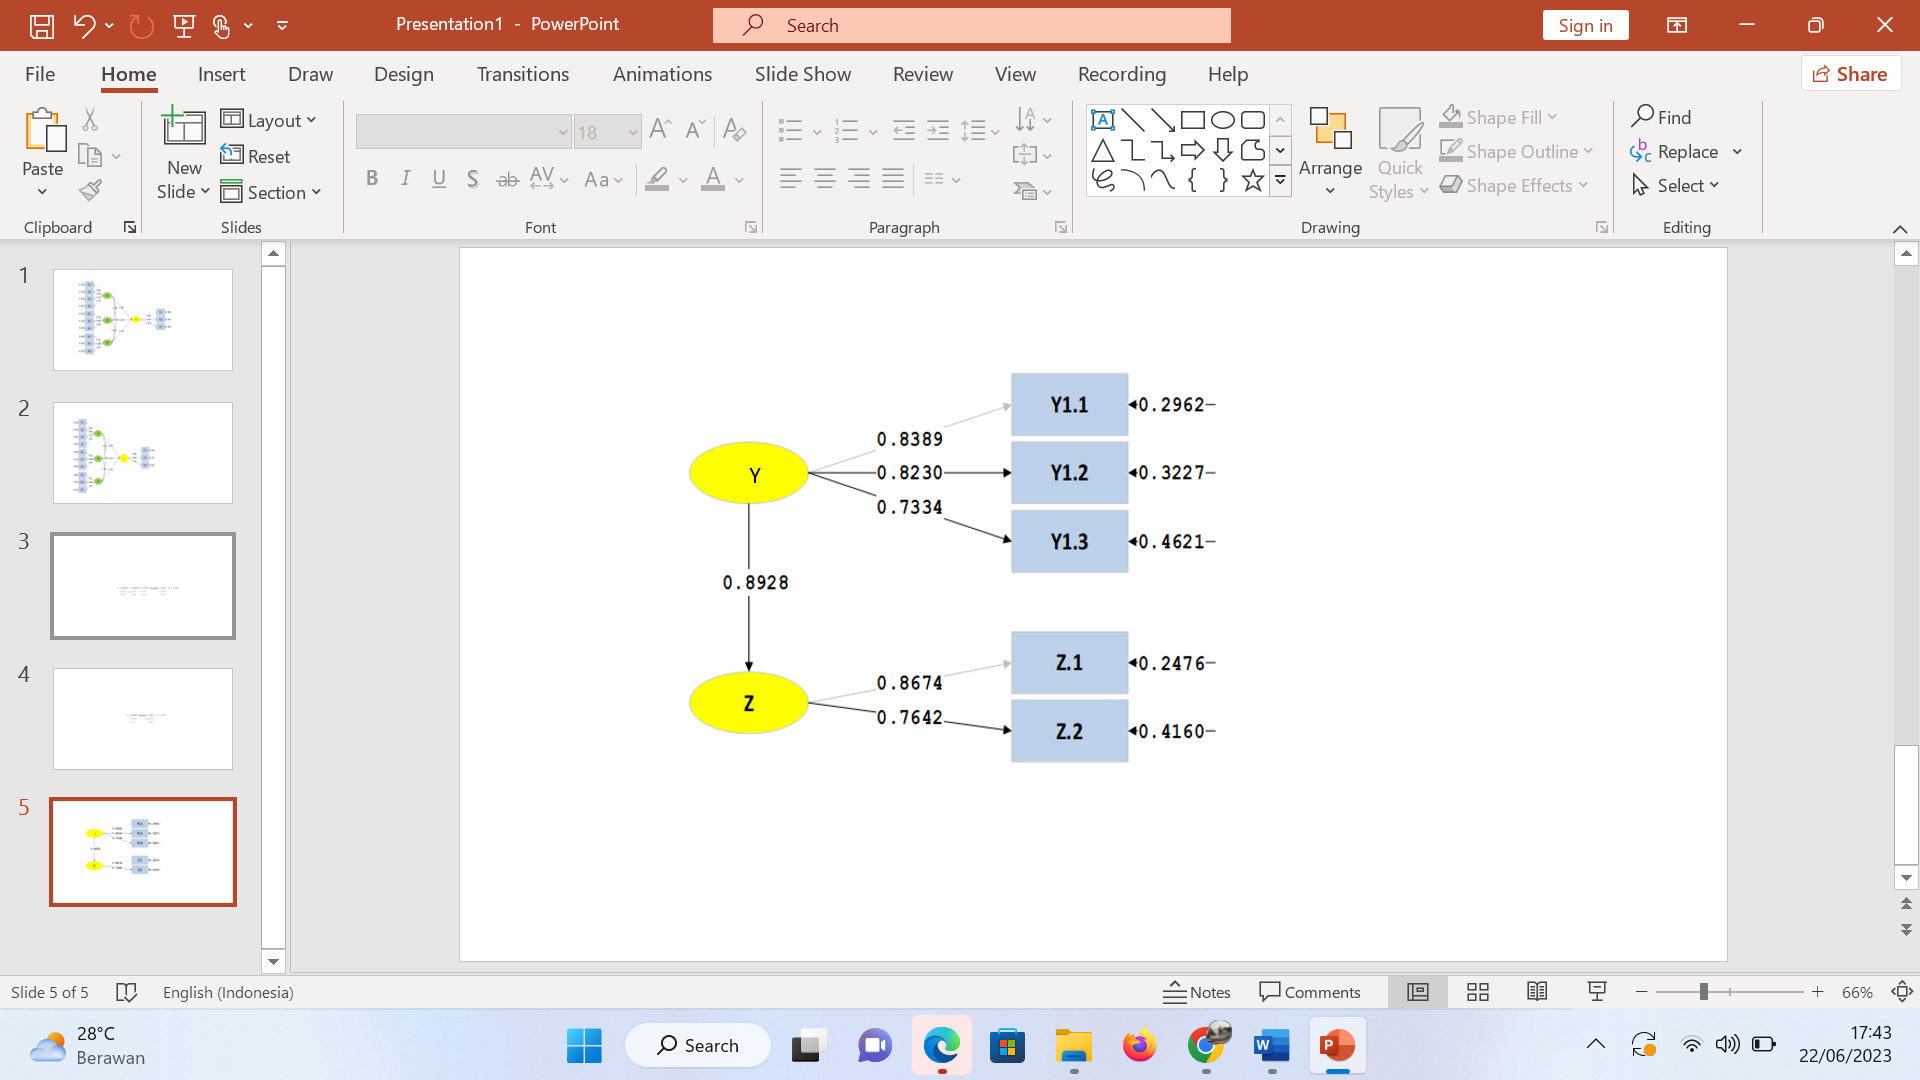 Presentation1 - PowerPoint
Search
Sign in
File
Home
Insert
Draw
Design
Transitions
Animations
Slide Show
Review
View
Recording
Help
Share
Paste
Clipboard
New
Slide
Layout
Reset
Section
Slides
18
B I U S ab AV Aa A
Font
Paragraph
Arrange
Quick
Styles
Shape Fill
Shape Outline
Shape Effects
Drawing
Find
Replace
Select
Editing
1
2
3
4
5
Y
0.8389
0.8230
0.7334
Y1.1
0.2962
Y1.2
0.3227
Y1.3
0.4621
0.8928
Z
0.8674
0.7642
Z.1
0.2476
Z.2
0.4160
Slide 5 of 5
English (Indonesia)
Notes
Comments
66%
28°C
Berawan
Search
17:43
22/06/2023